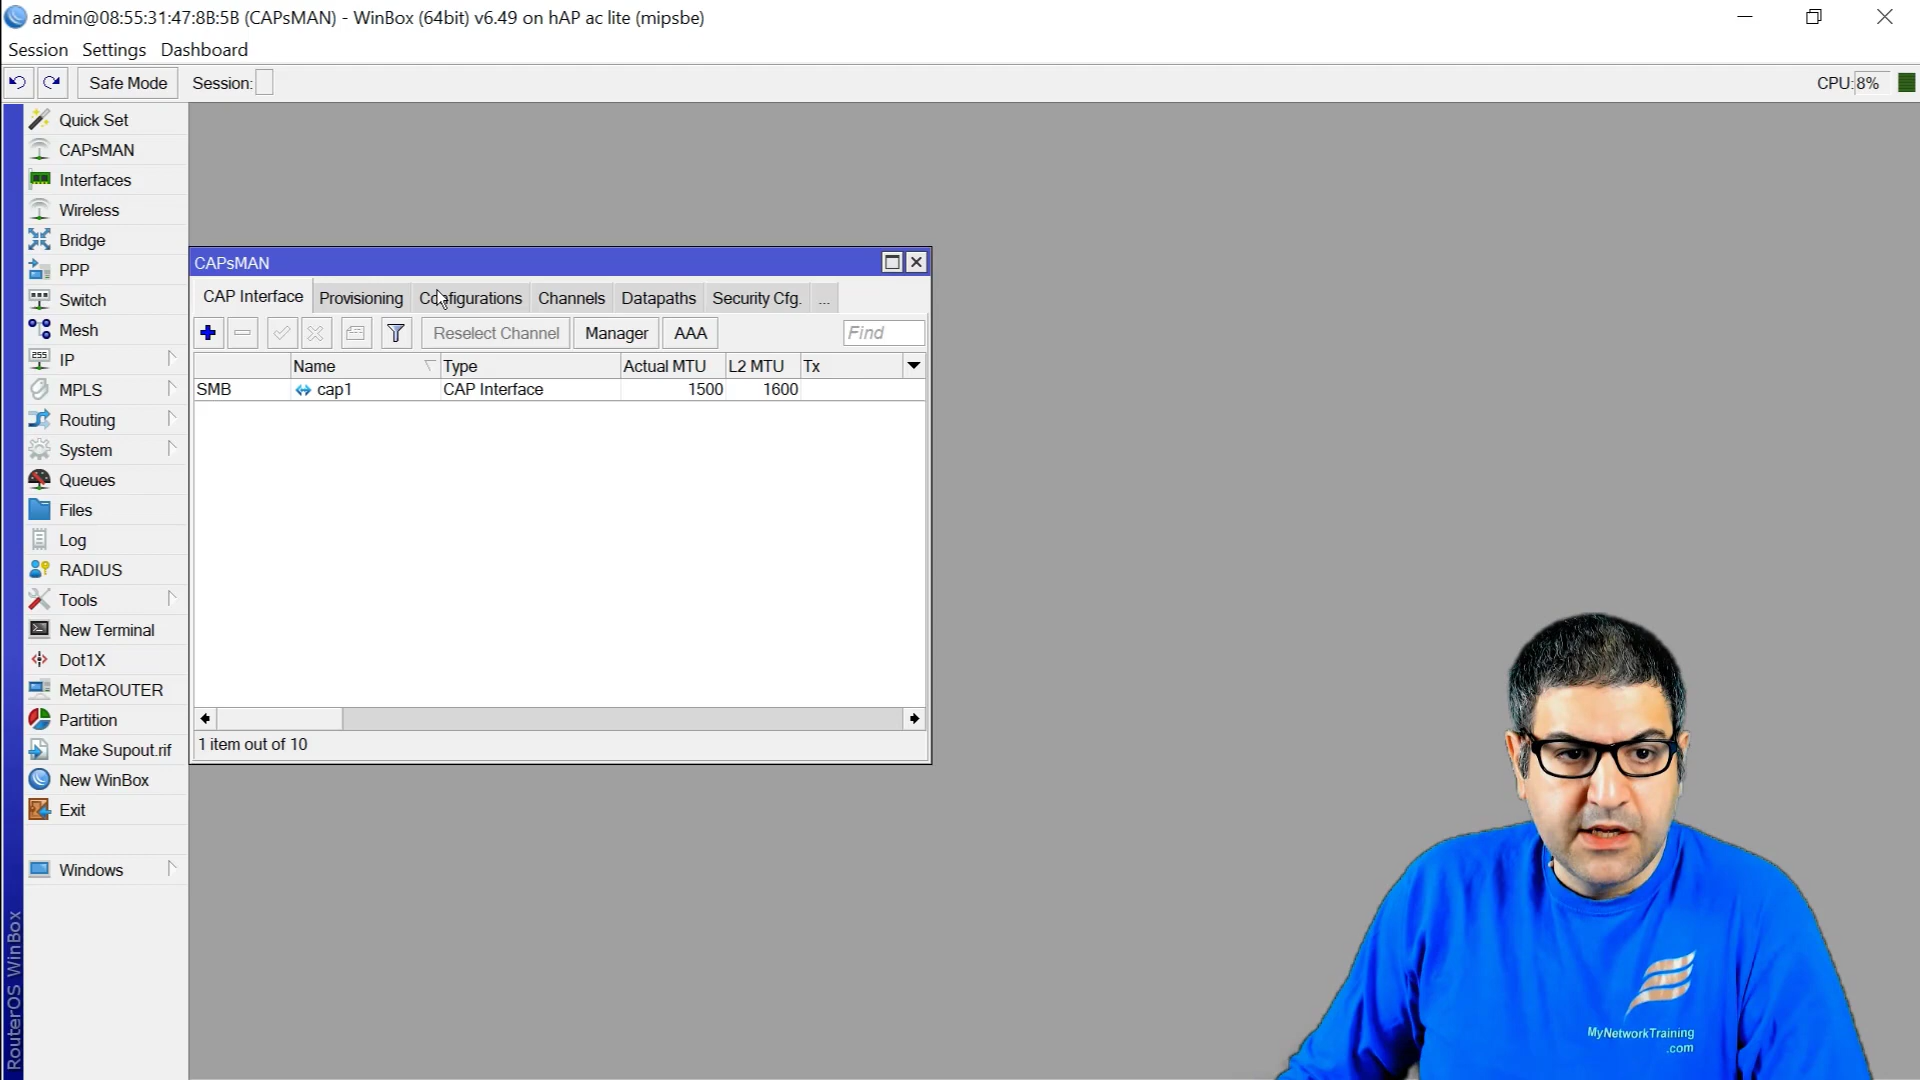 admin@08:55:31:47:8B:5B (CAPsMAN) - WinBox (64bit) v6.49 on hAP ac lite (mipsbe)
Session Settings Dashboard
Safe Mode Session: CPU: 8%
Quick Set
CAPsMAN
Interfaces
Wireless
Bridge
PPP
Switch
Mesh
IP
MPLS
Routing
System
Queues
Files
Log
RADIUS
Tools
New Terminal
Dot1X
MetaROUTER
Partition
Make Supout.rif
New WinBox
Exit
Windows
RouterOS WinBox
CAPsMAN
CAP Interface Provisioning Configurations Channels Datapaths Security Cfg. ...
Reselect Channel Manager AAA Find
Name Type Actual MTU L2 MTU Tx
SMB cap1 CAP Interface 1500 1600
1 item out of 10
MyNetworkTraining
.com